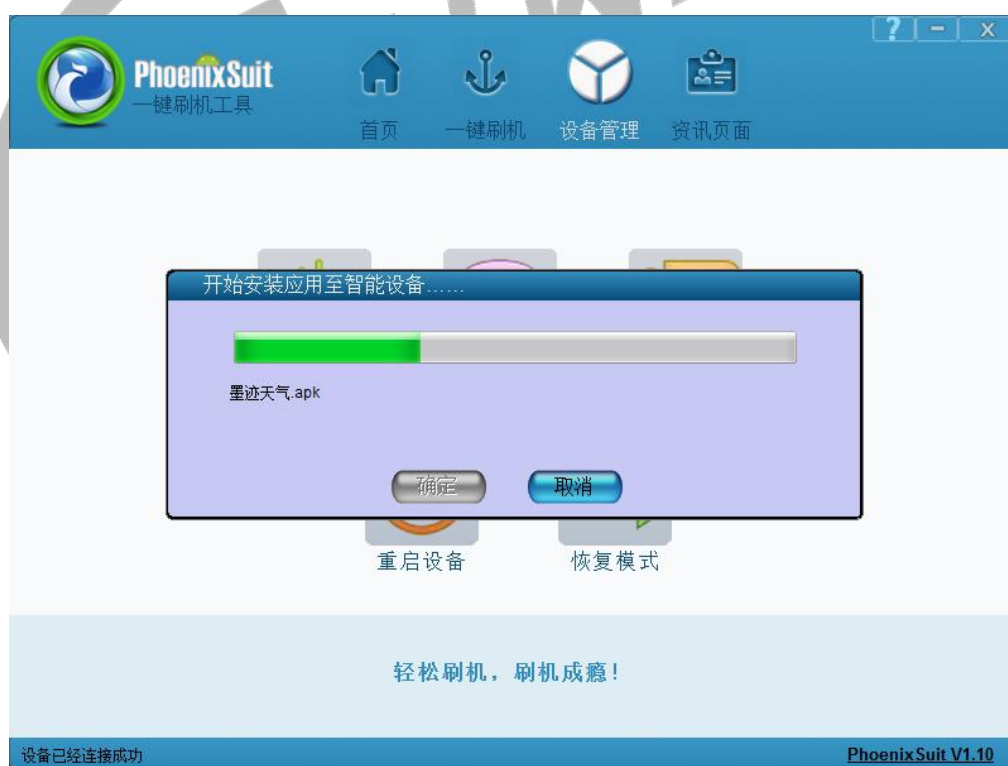 ? - x
PhoenixSuit
一键刷机工具
首页 一键刷机 设备管理 资讯页面
开始安装应用至智能设备......
墨迹天气.apk
确定 取消
重启设备 恢复模式
轻松刷机，刷机成瘾！
设备已经连接成功 PhoenixSuit V1.10